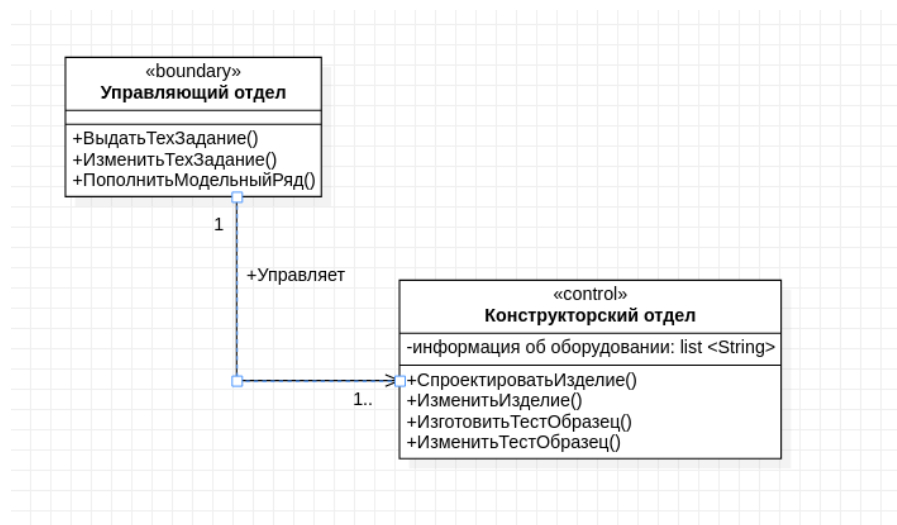 «boundary»
Управляющий отдел
+ВыдатьТехЗадание()
+ИзменитьТехЗадание()
+ПополнитьМодельныйРяд()
1
+Управляет
1..
«control»
Конструкторский отдел
-информация об оборудовании: list <String>
+СпроектироватьИзделие()
+ИзменитьИзделие()
+ИзготовитьТестОбразец()
+ИзменитьТестОбразец()